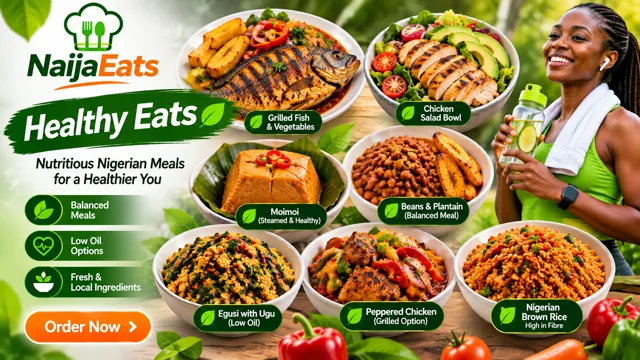 NaijaEats
Healthy Eats
Nutritious Nigerian Meals
for a Healthier You
Balanced
Meals
Low Oil
Options
Fresh &
Local Ingredients
Order Now >
Grilled Fish
& Vegetables
Chicken
Salad Bowl
Moimoi
(Steamed & Healthy)
Beans & Plantain
(Balanced Meal)
Egusi with Ugu
(Low Oil)
Peppered Chicken
(Grilled Option)
Nigerian
Brown Rice
High in Fibre